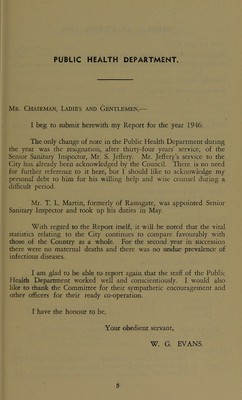 PUBLIC HEALTH DEPARTMENT.
MR. CHAIRMAN, LADIES AND GENTLEMEN,—
I beg to submit herewith my Report for the year 1946.
The only change of note in the Public Health Department during
the year was the resignation, after thirty-four years' service, of the
Senior Sanitary Inspector, Mr. S. Jeffery. Mr. Jeffery's service to the
City has already been acknowledged by the Council. There is no need
for further reference to it here, but I should like to acknowledge my
personal debt to him for his willing help and wise counsel during a
difficult period.
Mr. T. L. Martin, formerly of Ramsgate, was appointed Senior
Sanitary Inspector and took up his duties in May.
With regard to the Report itself, it will be noted that the vital
statistics relating to the City continues to compare favourably with
those of the Country as a whole. For the second year in succession
there were no maternal deaths and there was no undue prevalence of
infectious diseases.
I am glad to be able to report again that the staff of the Public
Health Department worked well and conscientiously. I would also
like to thank the Committee for their sympathetic encouragement and
other officers for their ready co-operation.
I have the honour to be,
Your obedient servant,
W. G. EVANS.